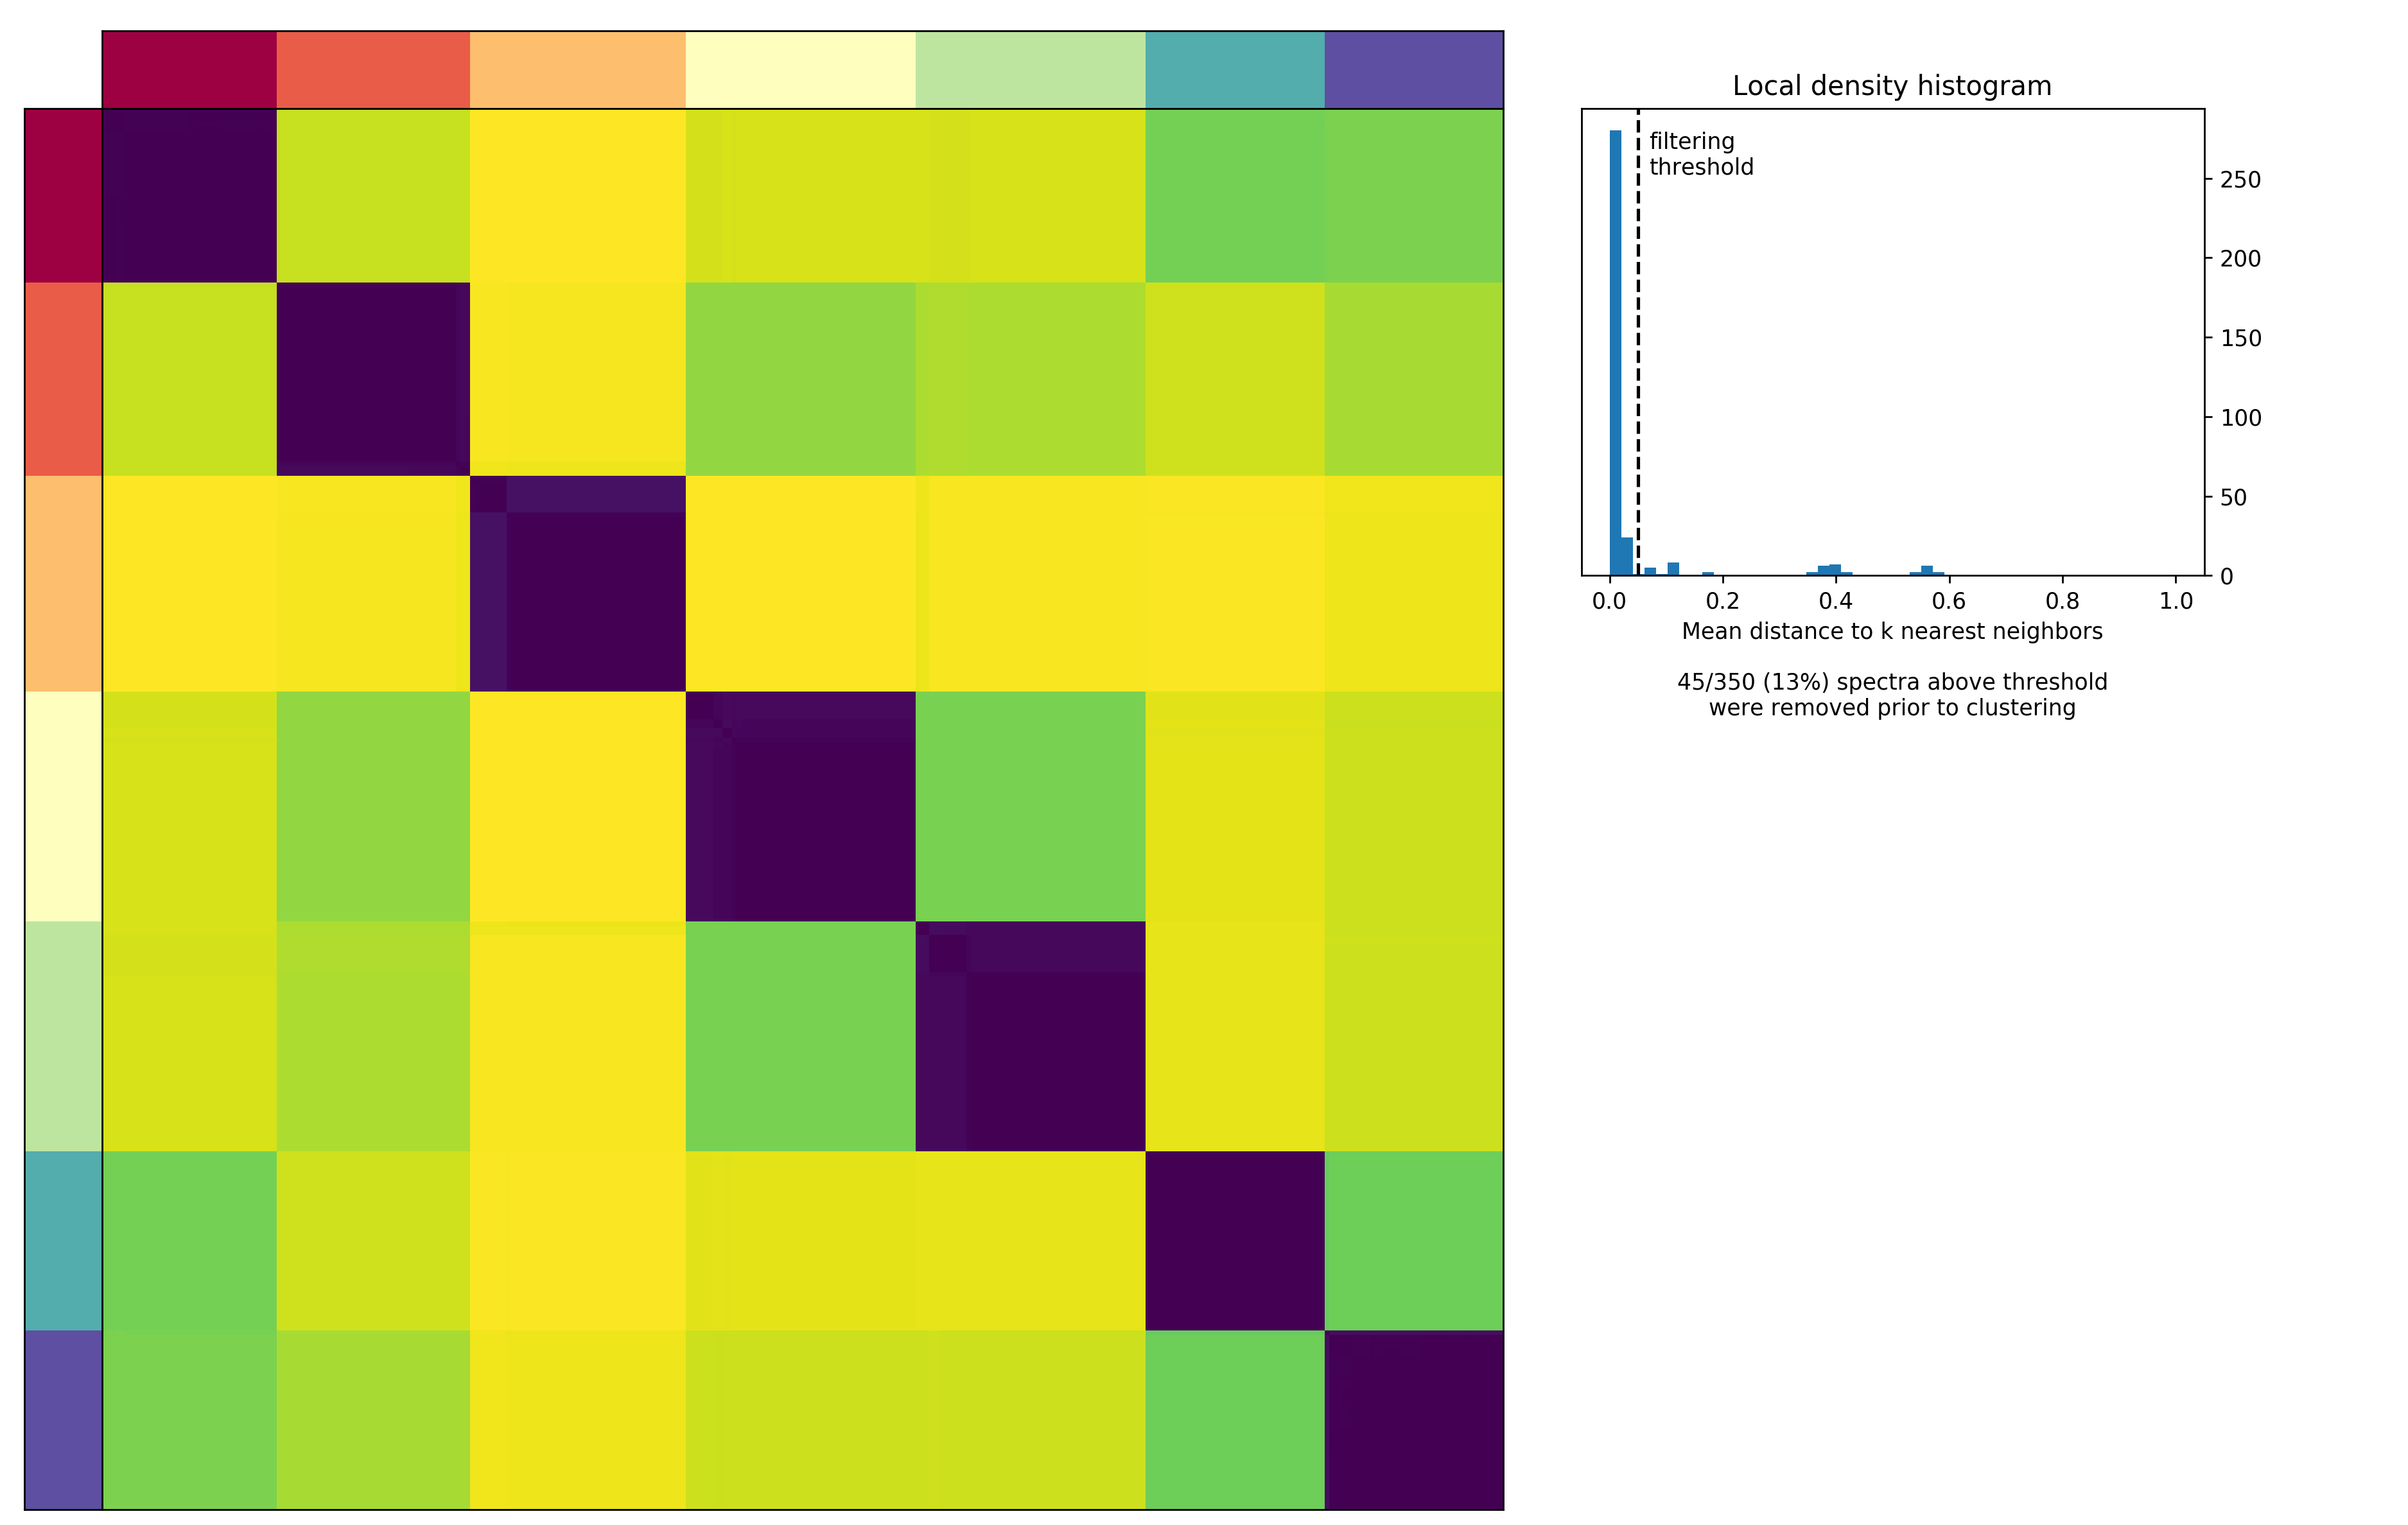 Local density histogram
filtering
threshold
250
200
150
100
50
0
0.0 0.2 0.4 0.6 0.8 1.0
Mean distance to k nearest neighbors
45/350 (13%) spectra above threshold
were removed prior to clustering